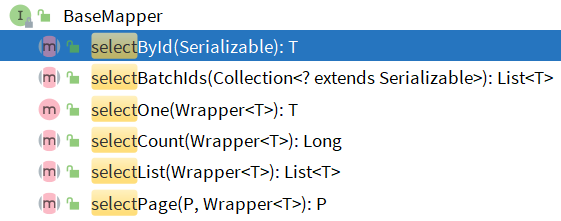 I BaseMapper
m selectById(Serializable): T
m selectBatchIds(Collection<? extends Serializable>): List<T>
m selectOne(Wrapper<T>): T
m selectCount(Wrapper<T>): Long
m selectList(Wrapper<T>): List<T>
m selectPage(P, Wrapper<T>): P